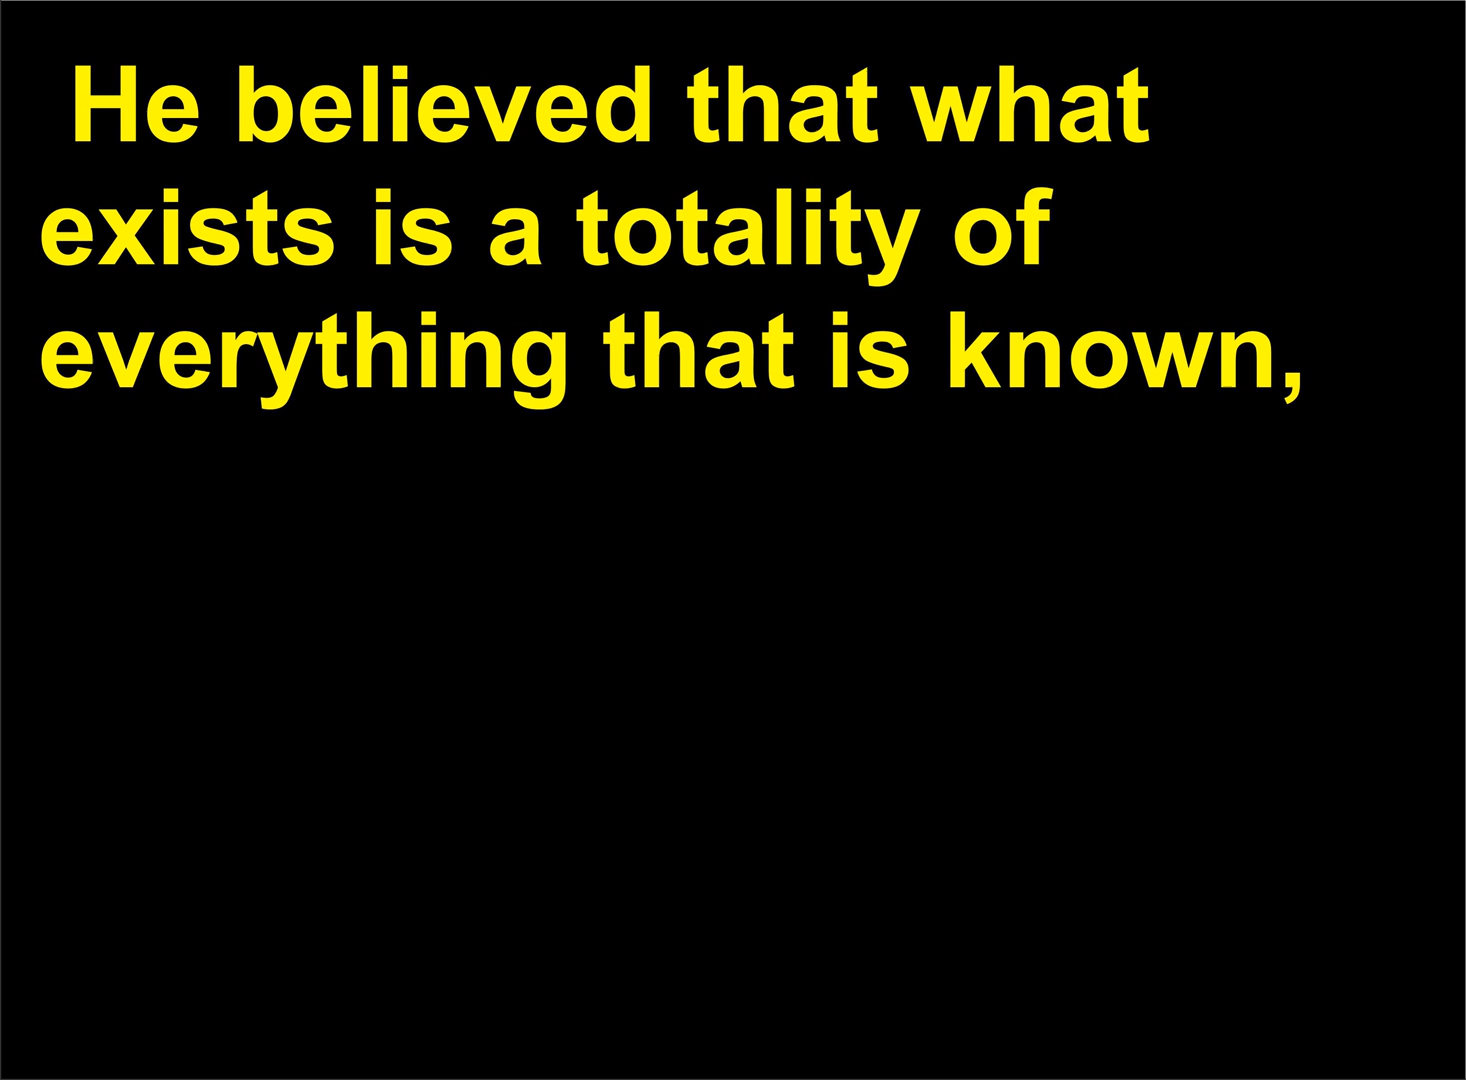 He believed that what
exists is a totality of
everything that is known,